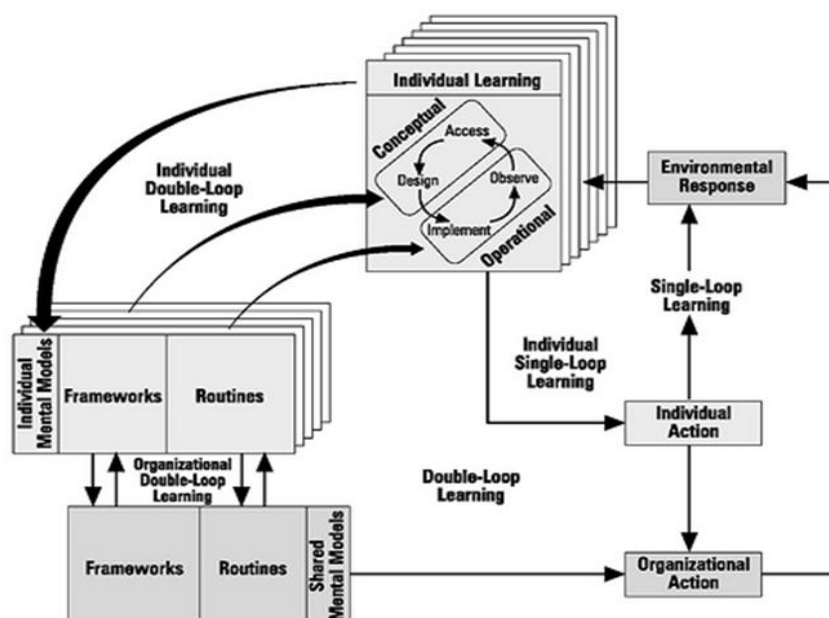 Individual Learning
Conceptual
Access
Design
Observe
Implement
Operational
Individual
Double-Loop
Learning
Environmental
Response
Single-Loop
Learning
Individual
Single-Loop
Learning
Individual
Mental Models
Frameworks
Routines
Individual
Action
Organizational
Double-Loop
Learning
Double-Loop
Learning
Frameworks
Routines
Shared
Mental Models
Organizational
Action